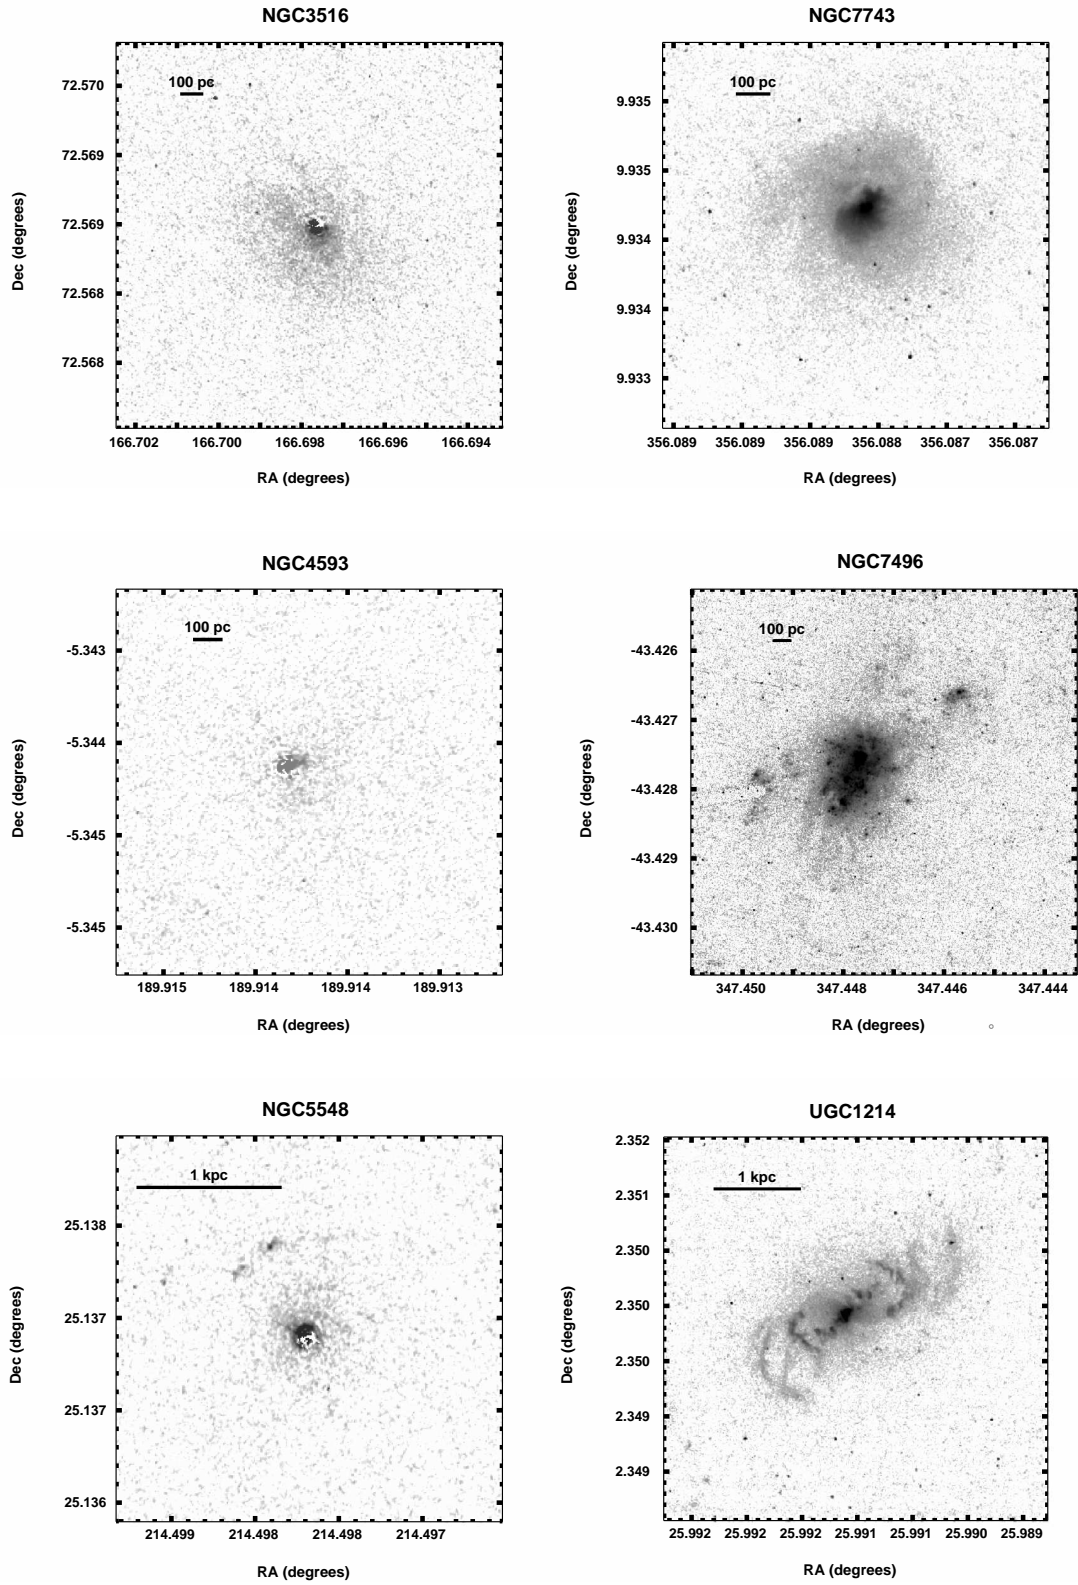 NGC3516
100 pc
72.570
72.569
72.569
72.568
72.568
Dec (degrees)
166.702 166.700 166.698 166.696 166.694
RA (degrees)
NGC7743
100 pc
9.935
9.935
9.934
9.934
9.933
Dec (degrees)
356.089 356.089 356.089 356.088 356.087 356.087
RA (degrees)
NGC4593
100 pc
-5.343
-5.344
-5.345
-5.345
Dec (degrees)
189.915 189.914 189.914 189.913
RA (degrees)
NGC7496
100 pc
-43.426
-43.427
-43.428
-43.429
-43.430
Dec (degrees)
347.450 347.448 347.446 347.444
RA (degrees)
NGC5548
1 kpc
25.138
25.137
25.137
25.136
Dec (degrees)
214.499 214.498 214.498 214.497
RA (degrees)
UGC1214
1 kpc
2.352
2.351
2.350
2.350
2.350
2.349
2.349
Dec (degrees)
25.992 25.992 25.992 25.991 25.991 25.990 25.989
RA (degrees)